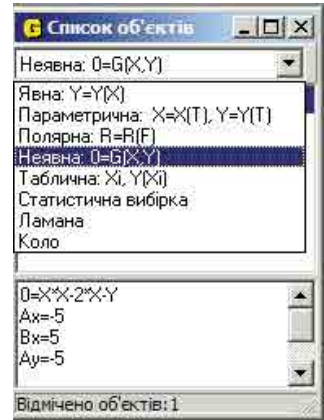 G Список об'єктів
Неявна: 0=G(X,Y)
Явна: Y=Y(X)
Параметрична: X=X(T), Y=Y(T)
Полярна: R=R(F)
Неявна: 0=G(X,Y)
Таблична: Xi, Y(Xi)
Статистична вибірка
Ламана
Коло
0=X*X-2*X-Y
Ax=-5
Bx=5
Ay=-5
Відмічено об'єктів:1